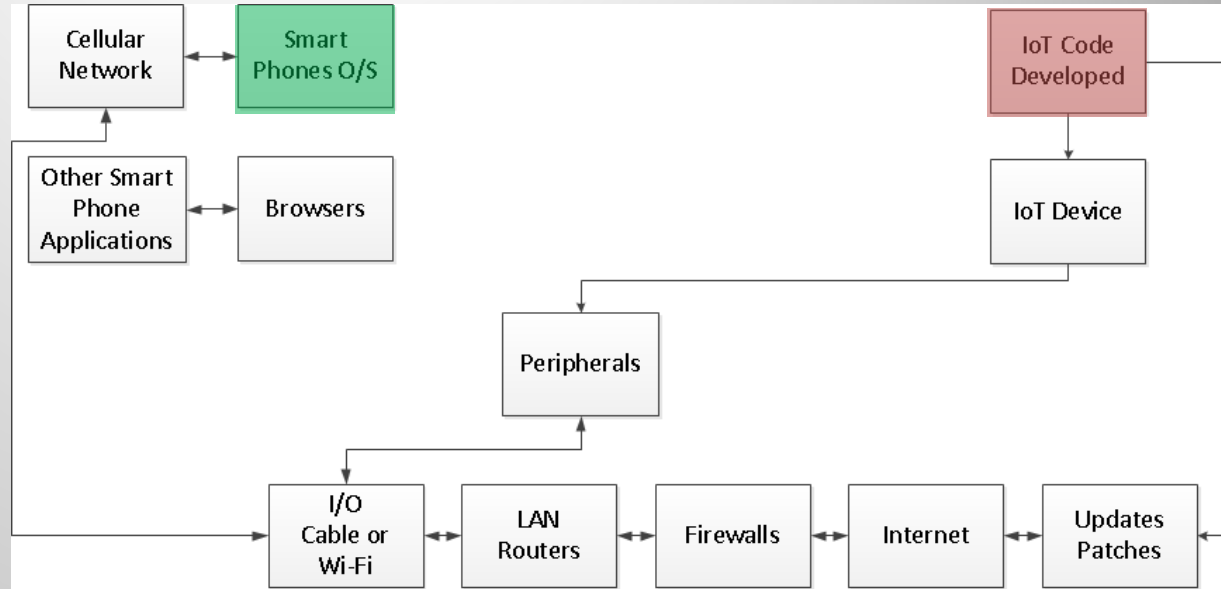 Cellular
Network
Smart
Phones O/S
IoT Code
Developed
Other Smart
Phone
Applications
Browsers
IoT Device
Peripherals
I/O
Cable or
Wi-Fi
LAN
Routers
Firewalls
Internet
Updates
Patches